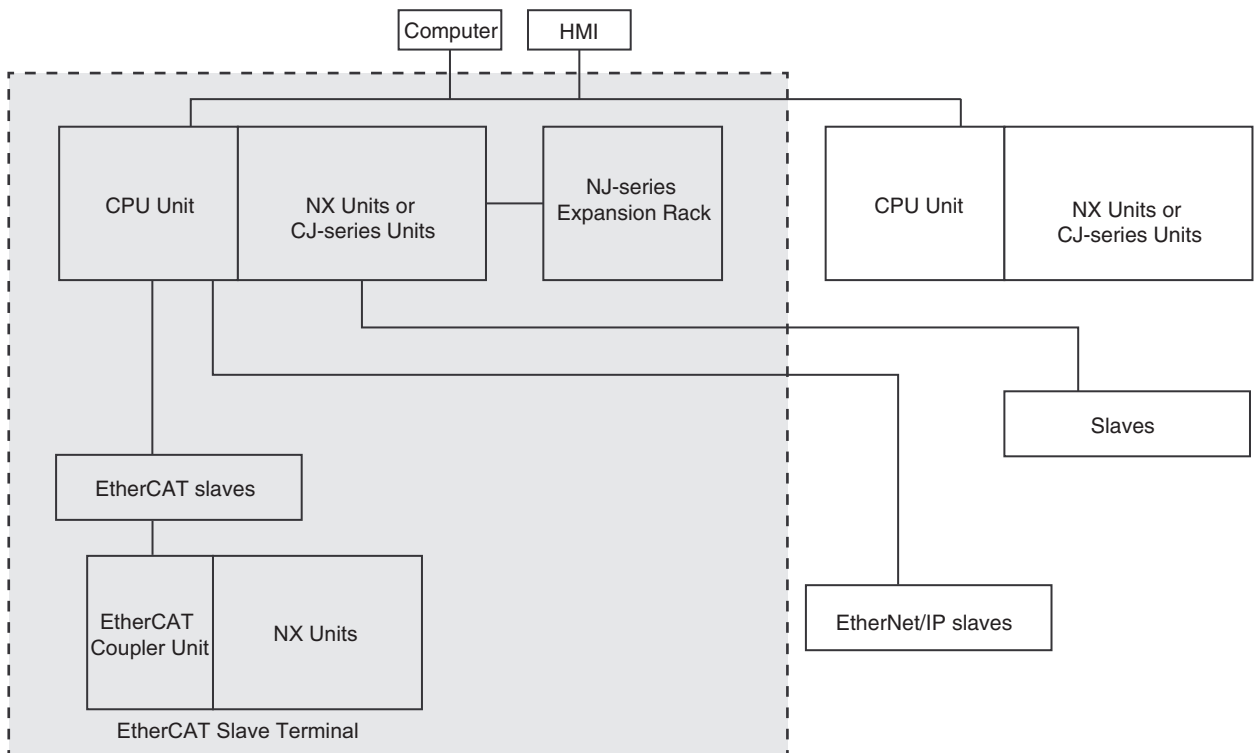 Computer
HMI
CPU Unit
NX Units or
CJ-series Units
NJ-series
Expansion Rack
CPU Unit
NX Units or
CJ-series Units
Slaves
EtherCAT slaves
EtherCAT
Coupler Unit
NX Units
EtherNet/IP slaves
EtherCAT Slave Terminal